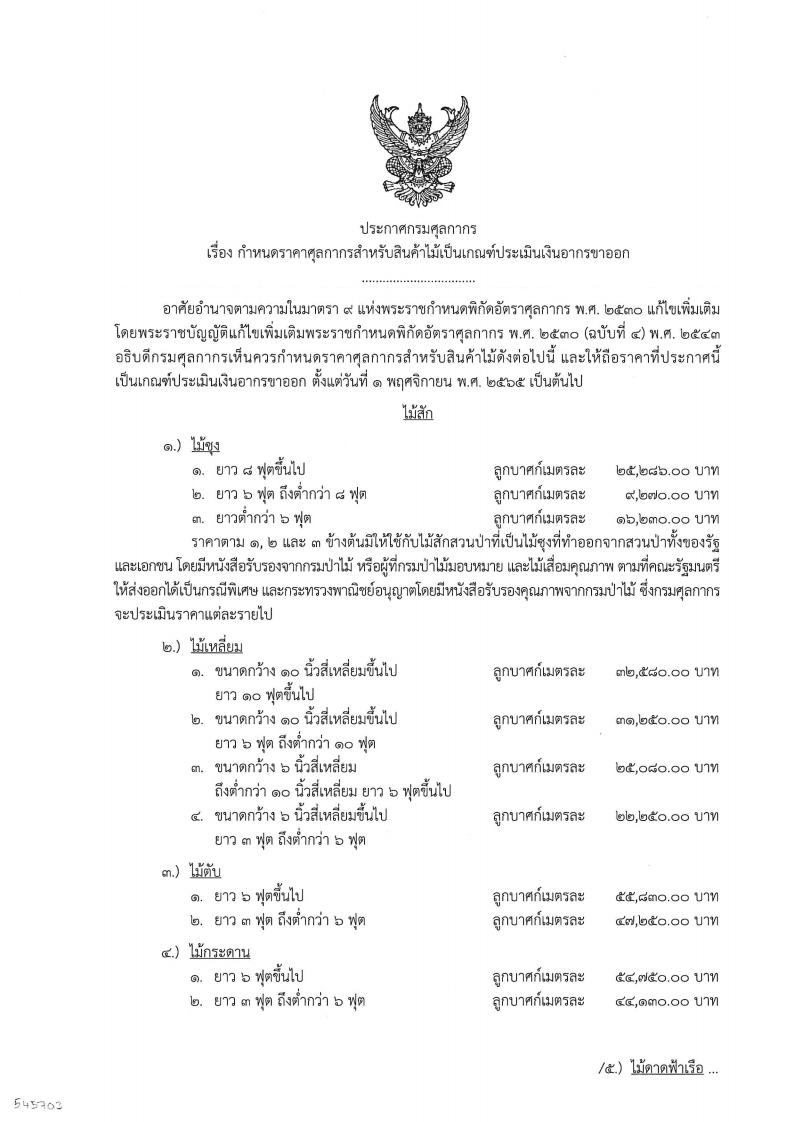 ประกาศกรมศุลกากร
เรื่อง กำหนดราคาศุลกากรสำหรับสินค้าไม้เป็นเกณฑ์ประเมินเงินอากรขาออก
................................
อาศัยอำนาจตามความในมาตรา ๙ แห่งพระราชกำหนดพิกัดอัตราศุลกากร พ.ศ. ๒๕๓๐ แก้ไขเพิ่มเติม
โดยพระราชบัญญัติแก้ไขเพิ่มเติมพระราชกำหนดพิกัดอัตราศุลกากร พ.ศ. ๒๕๓๐ (ฉบับที่ ๔) พ.ศ. ๒๕๔๓
อธิบดีกรมศุลกากรเห็นควรกำหนดราคาศุลกากรสำหรับสินค้าไม้ดังต่อไปนี้ และให้ถือราคาที่ประกาศนี้
เป็นเกณฑ์ประเมินเงินอากรขาออก ตั้งแต่วันที่ ๑ พฤศจิกายน พ.ศ. ๒๕๖๕ เป็นต้นไป
ไม้สัก
๑.) ไม้ซุง
๑. ยาว ๘ ฟุตขึ้นไป ลูกบาศก์เมตรละ ๒๕,๒๘๖.๐๐ บาท
๒. ยาว ๖ ฟุต ถึงต่ำกว่า ๘ ฟุต ลูกบาศก์เมตรละ ๙,๒๗๐.๐๐ บาท
๓. ยาวต่ำกว่า ๖ ฟุต ลูกบาศก์เมตรละ ๑๖,๒๓๐.๐๐ บาท
ราคาตาม ๑, ๒ และ ๓ ข้างต้นมิให้ใช้กับไม้สักสวนป่าที่เป็นไม้ซุงที่ทำออกจากสวนป่าทั้งของรัฐ
และเอกชน โดยมีหนังสือรับรองจากกรมป่าไม้ หรือผู้ที่กรมป่าไม้มอบหมาย และไม้เสื่อมคุณภาพ ตามที่คณะรัฐมนตรี
ให้ส่งออกได้เป็นกรณีพิเศษ และกระทรวงพาณิชย์อนุญาตโดยมีหนังสือรับรองคุณภาพจากกรมป่าไม้ ซึ่งกรมศุลกากร
จะประเมินราคาแต่ละรายไป
๒.) ไม้เหลี่ยม
๑. ขนาดกว้าง ๑๐ นิ้วสี่เหลี่ยมขึ้นไป ลูกบาศก์เมตรละ ๓๒,๕๘๐.๐๐ บาท
ยาว ๑๐ ฟุตขึ้นไป
๒. ขนาดกว้าง ๑๐ นิ้วสี่เหลี่ยมขึ้นไป ลูกบาศก์เมตรละ ๓๑,๒๕๐.๐๐ บาท
ยาว ๖ ฟุต ถึงต่ำกว่า ๑๐ ฟุต
๓. ขนาดกว้าง ๖ นิ้วสี่เหลี่ยม ลูกบาศก์เมตรละ ๒๕,๐๘๐.๐๐ บาท
ถึงต่ำกว่า ๑๐ นิ้วสี่เหลี่ยม ยาว ๖ ฟุตขึ้นไป
๔. ขนาดกว้าง ๖ นิ้วสี่เหลี่ยมขึ้นไป ลูกบาศก์เมตรละ ๒๒,๒๕๐.๐๐ บาท
ยาว ๓ ฟุต ถึงต่ำกว่า ๖ ฟุต
๓.) ไม้ตับ
๑. ยาว ๖ ฟุตขึ้นไป ลูกบาศก์เมตรละ ๕๕,๘๓๐.๐๐ บาท
๒. ยาว ๓ ฟุต ถึงต่ำกว่า ๖ ฟุต ลูกบาศก์เมตรละ ๔๗,๒๕๐.๐๐ บาท
๔.) ไม้กระดาน
๑. ยาว ๖ ฟุตขึ้นไป ลูกบาศก์เมตรละ ๕๔,๗๕๐.๐๐ บาท
๒. ยาว ๓ ฟุต ถึงต่ำกว่า ๖ ฟุต ลูกบาศก์เมตรละ ๔๔,๑๓๐.๐๐ บาท
/๕.) ไม้ดาดฟ้าเรือ ...
545703